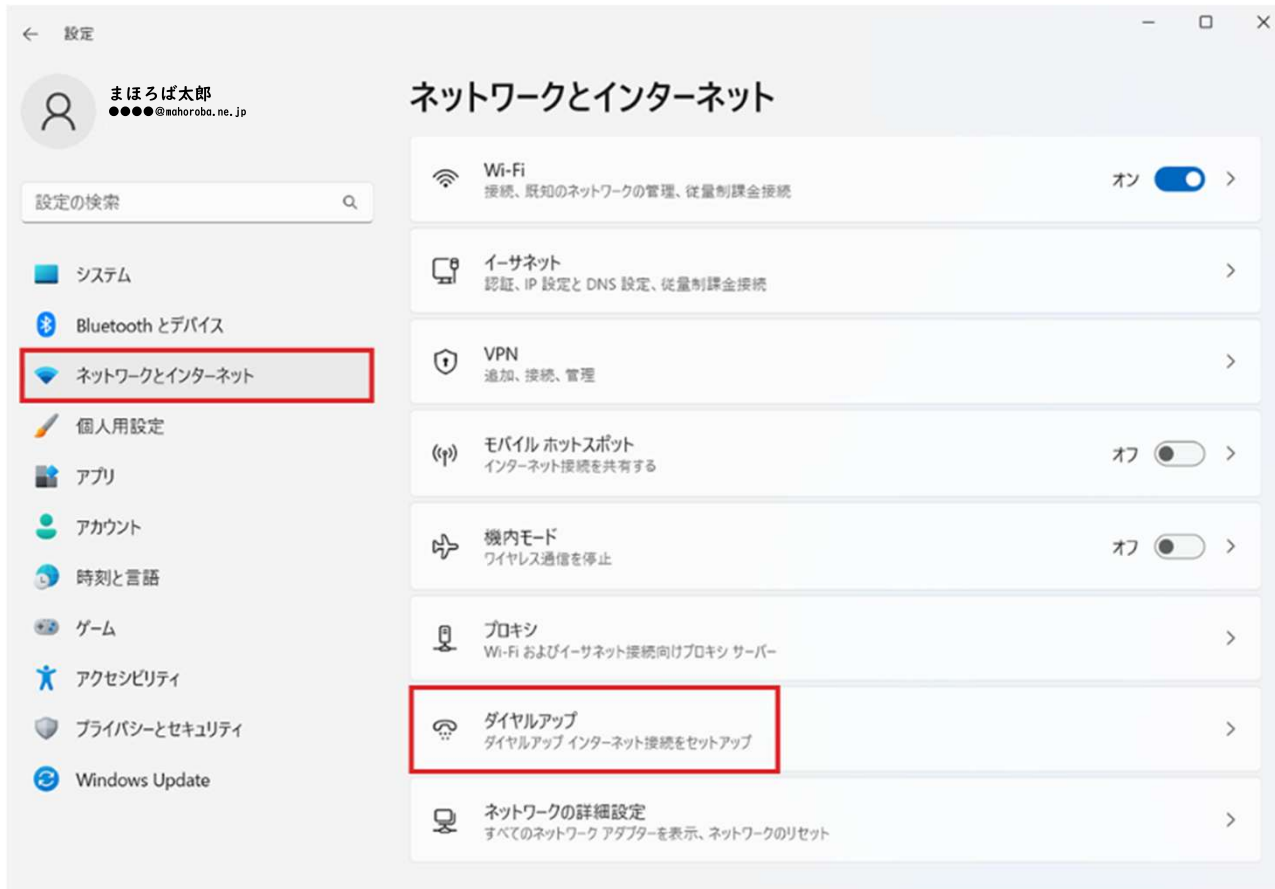 設定
まほろば太郎
●●●●@mahoroba.ne.jp
設定の検索
システム
Bluetooth とデバイス
ネットワークとインターネット
個人用設定
アプリ
アカウント
時刻と言語
ゲーム
アクセシビリティ
プライバシーとセキュリティ
Windows Update
ネットワークとインターネット
Wi-Fi
接続、既知のネットワークの管理、従量制課金接続
オン
イーサネット
認証、IP 設定と DNS 設定、従量制課金接続
VPN
追加、接続、管理
モバイル ホットスポット
インターネット接続を共有する
オフ
機内モード
ワイヤレス通信を停止
オフ
プロキシ
Wi-Fi およびイーサネット接続向けプロキシ サーバー
ダイヤルアップ
ダイヤルアップ インターネット接続をセットアップ
ネットワークの詳細設定
すべてのネットワーク アダプターを表示、ネットワークのリセット